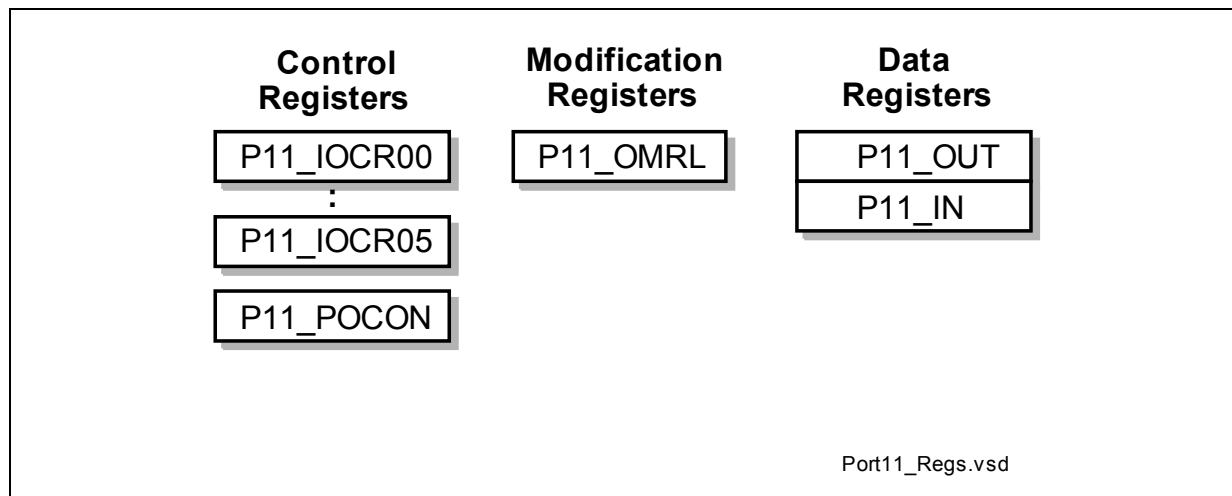 Control
Registers
Modification
Registers
Data
Registers
P11_IOCR00
:
P11_IOCR05
P11_POCON
P11_OMRL
P11_OUT
P11_IN
Port11_Regs.vsd